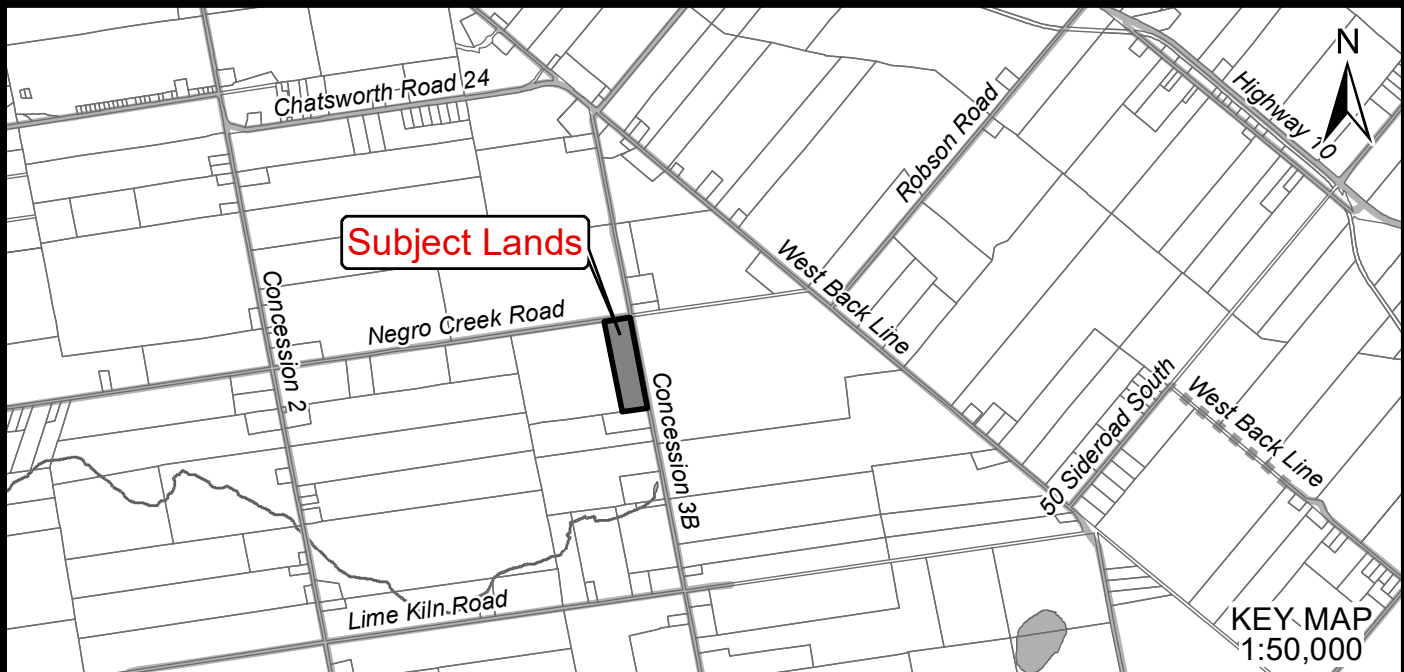 N
Chatsworth Road 24
Highway 10
Robson Road
Subject Lands
West Back Line
Concession 2
Negro Creek Road
Concession 3B
50 Sideroad South
West Back Line
Lime Kiln Road
KEY MAP
1:50,000